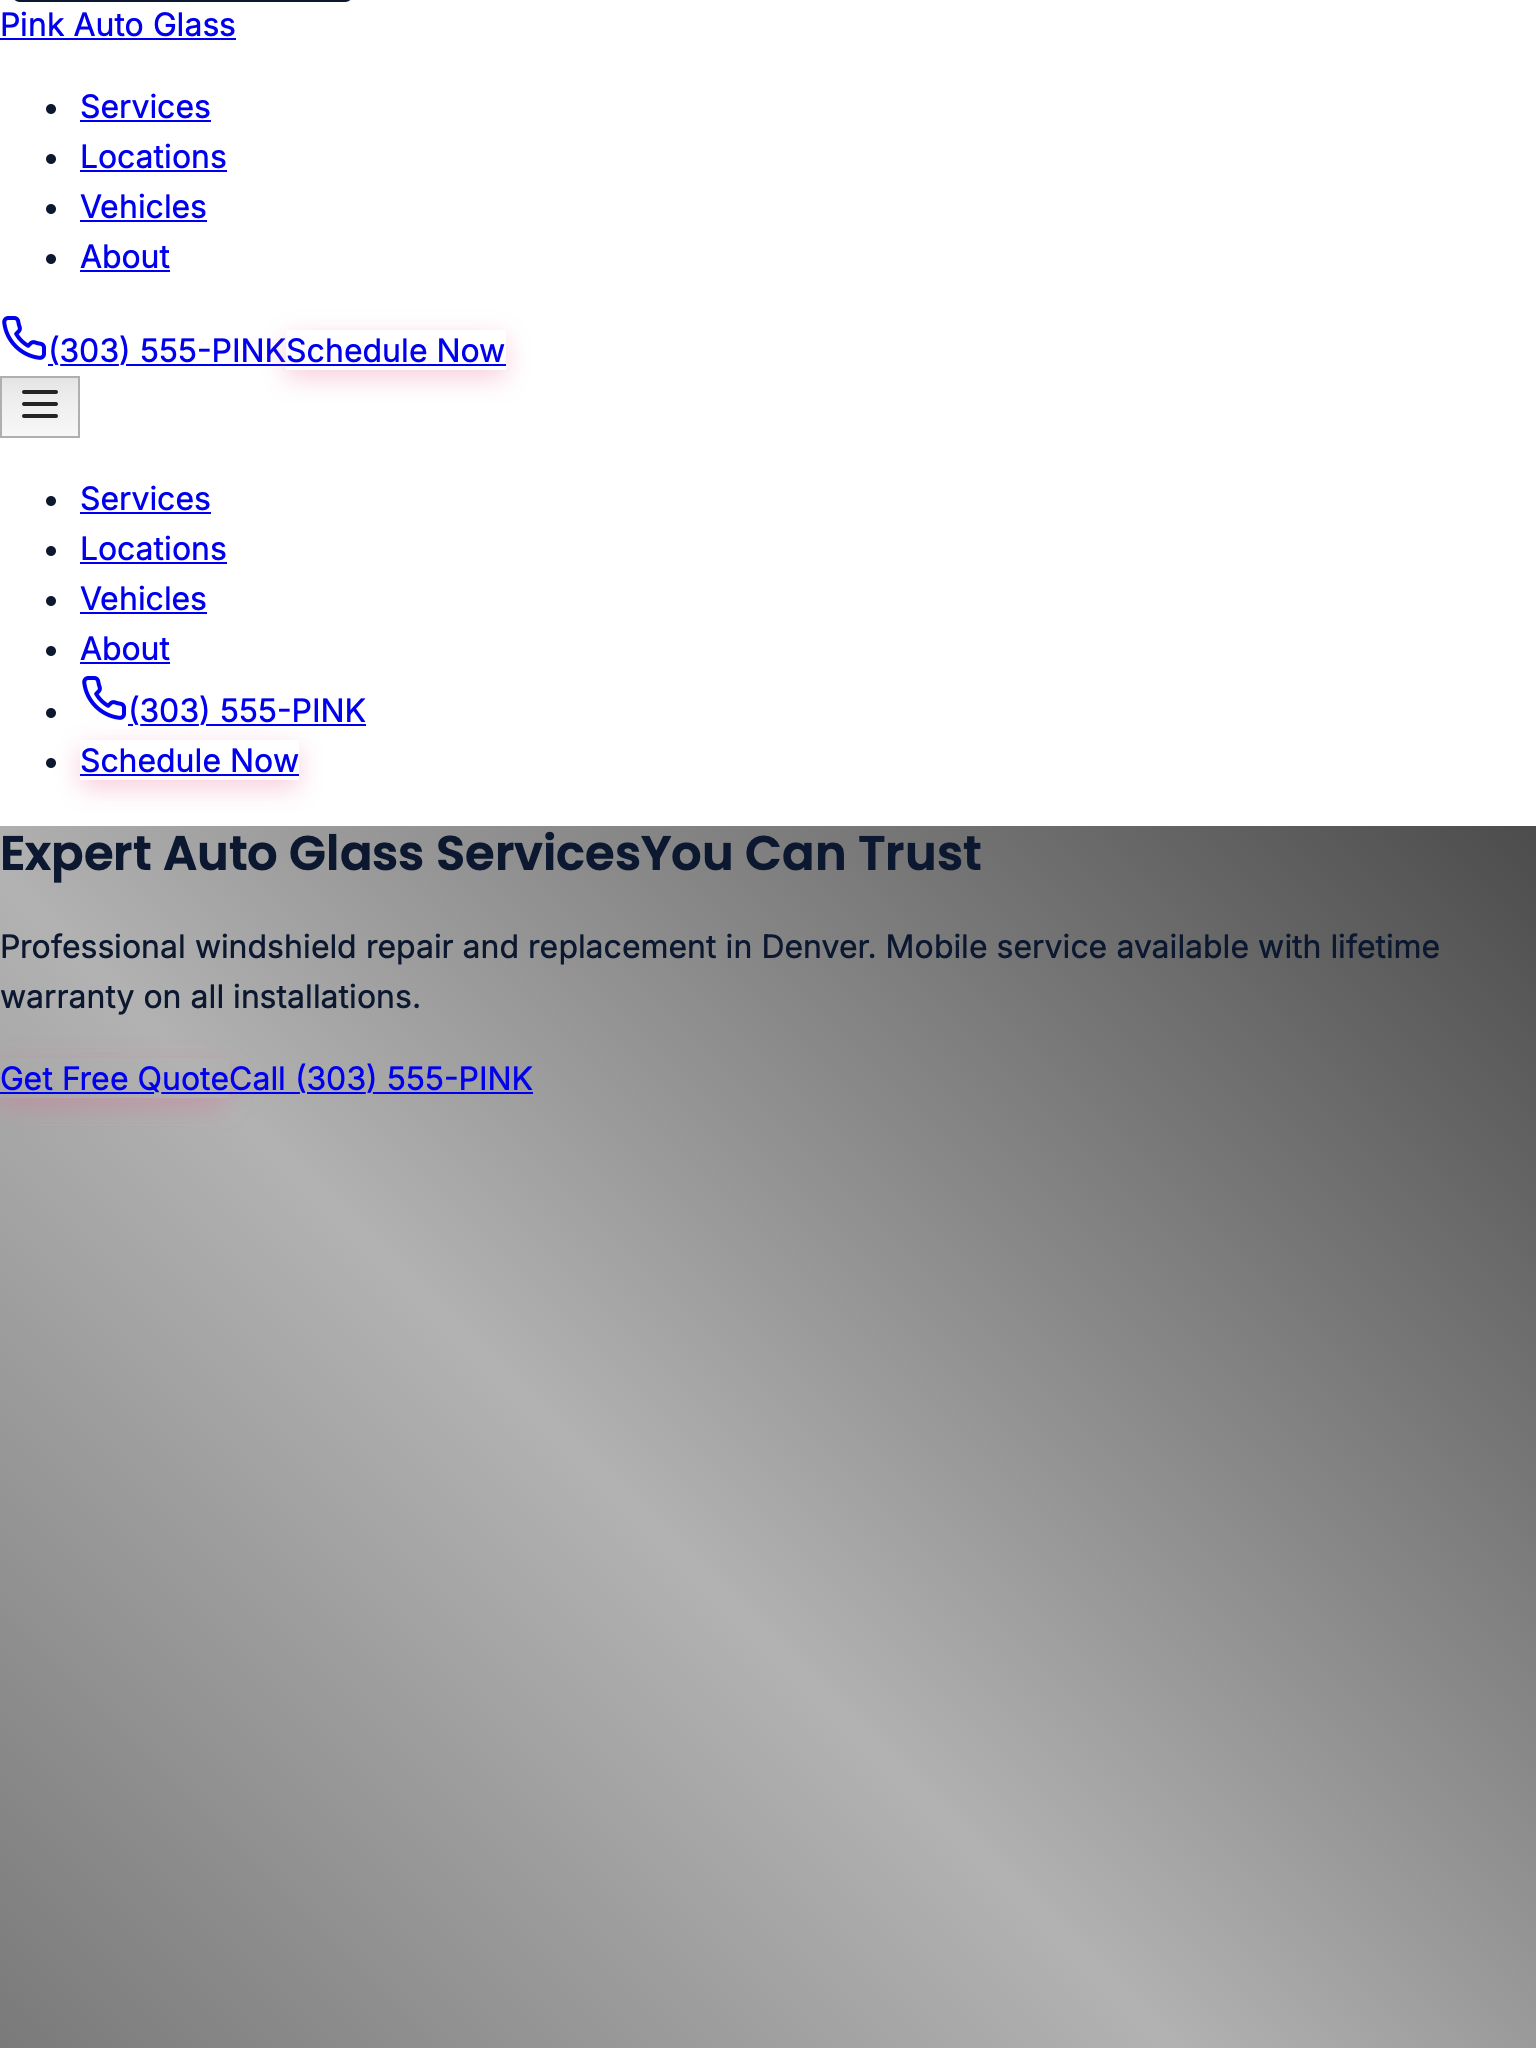 Pink Auto Glass
Services
Locations
Vehicles
About
(303) 555-PINKSchedule Now
Services
Locations
Vehicles
About
(303) 555-PINK
Schedule Now
Expert Auto Glass ServicesYou Can Trust
Professional windshield repair and replacement in Denver. Mobile service available with lifetime
warranty on all installations.
Get Free QuoteCall (303) 555-PINK